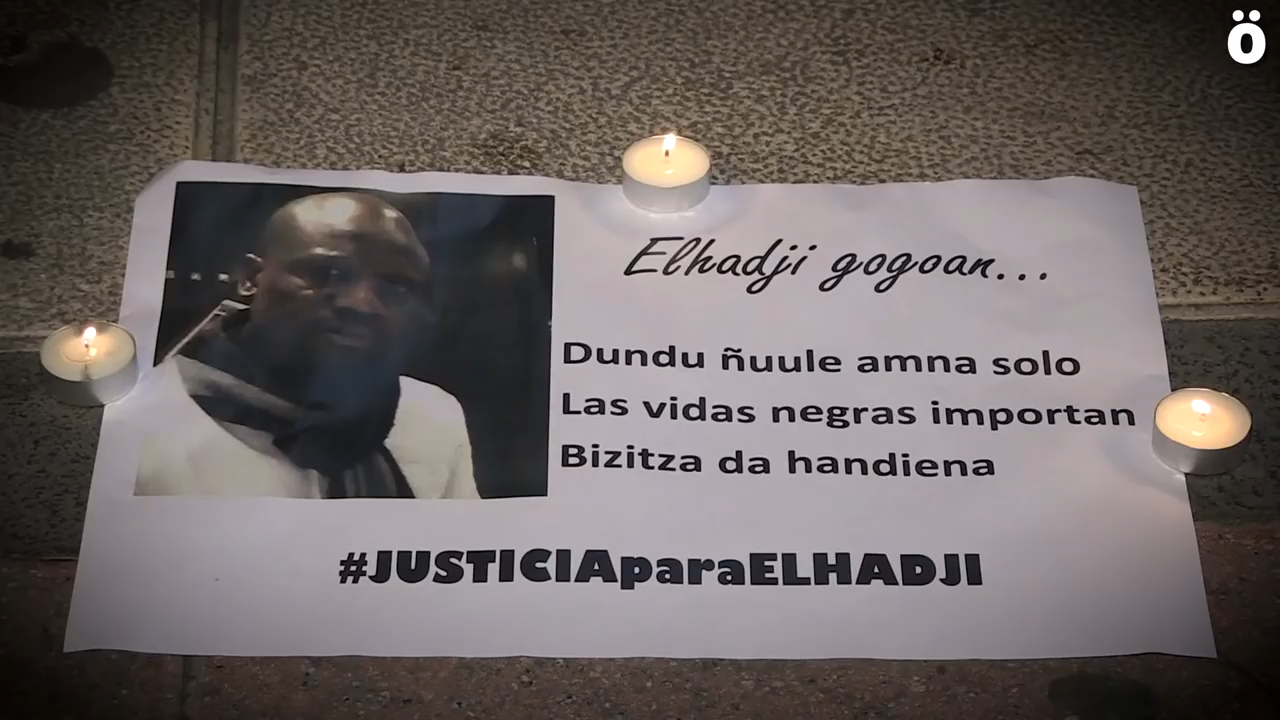 Ö
Elhadji gogoan...
Dundu ñuule amna solo
Las vidas negras importan
Bizitza da handiena
#JUSTICIAparaELHADJI